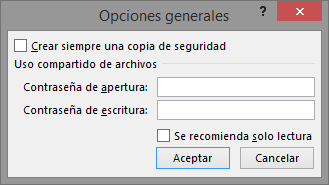 Opciones generales ?
Crear siempre una copia de seguridad
Uso compartido de archivos
Contraseña de apertura:
Contraseña de escritura:
Se recomienda solo lectura
Aceptar Cancelar